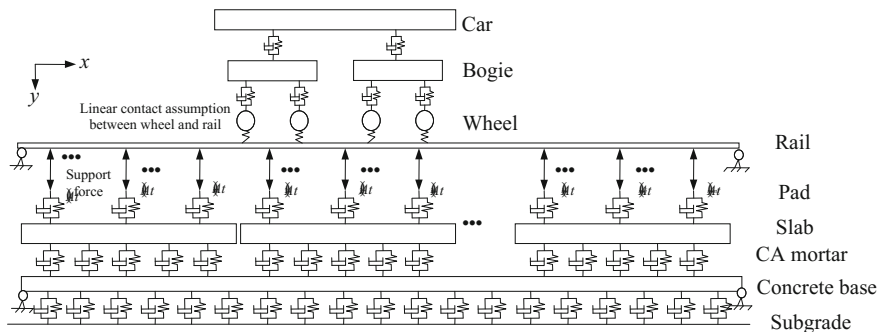 Car
x
Bogie
y
Linear contact assumption
between wheel and rail
Wheel
Rail
Support
force
Pad
Slab
CA mortar
Concrete base
Subgrade